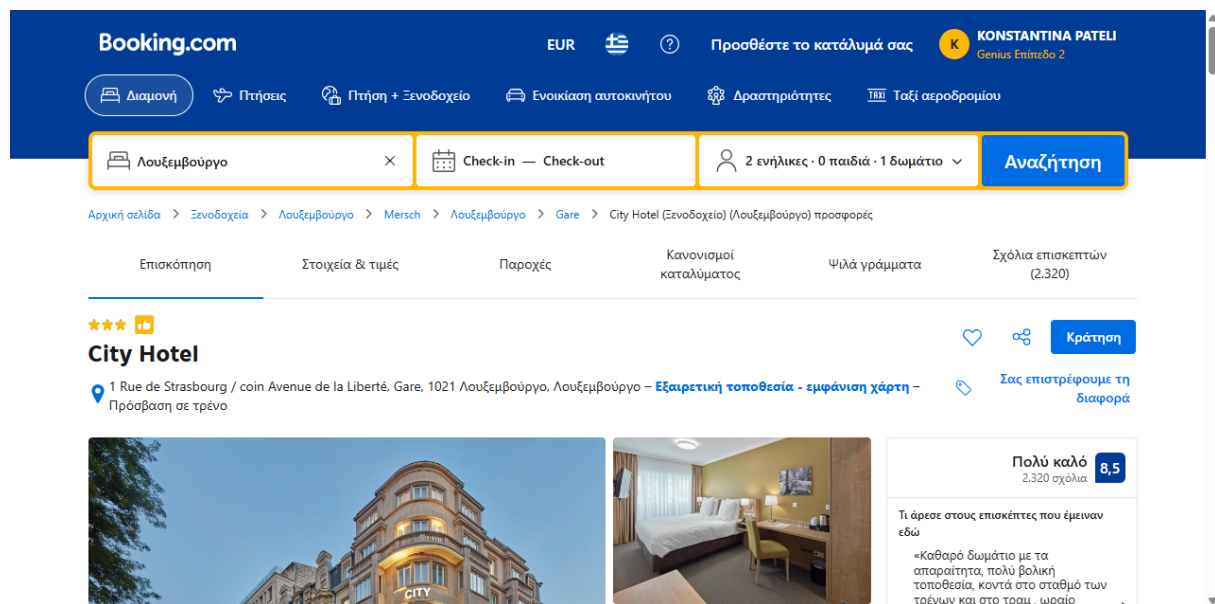 Booking.com
EUR
Προσθέστε το κατάλυμά σας
K
KONSTANTINA PATELI
Genius Επίπεδο 2
Διαμονή
Πτήσεις
Πτήση + Ξενοδοχείο
Ενοικίαση αυτοκινήτου
Δραστηριότητες
TAXI
Ταξί αεροδρομίου
Λουξεμβούργο
Check-in — Check-out
2 ενήλικες · 0 παιδιά · 1 δωμάτιο
Αναζήτηση
Αρχική σελίδα > Ξενοδοχεία > Λουξεμβούργο > Mersch > Λουξεμβούργο > Gare > City Hotel (Ξενοδοχείο) (Λουξεμβούργο) προσφορές
Επισκόπηση
Στοιχεία & τιμές
Παροχές
Κανονισμοί
καταλύματος
Ψιλά γράμματα
Σχόλια επισκεπτών
(2.320)
City Hotel
Κράτηση
1 Rue de Strasbourg / coin Avenue de la Liberté, Gare, 1021 Λουξεμβούργο, Λουξεμβούργο – Εξαιρετική τοποθεσία - εμφάνιση χάρτη –
Πρόσβαση σε τρένο
Σας επιστρέφουμε τη
διαφορά
CITY
Πολύ καλό
2.320 σχόλια
8,5
Τι άρεσε στους επισκέπτες που έμειναν
εδώ
«Καθαρό δωμάτιο με τα
απαραίτητα, πολύ βολική
τοποθεσία, κοντά στο σταθμό των
τρένων και στο τραμ , ωραίο